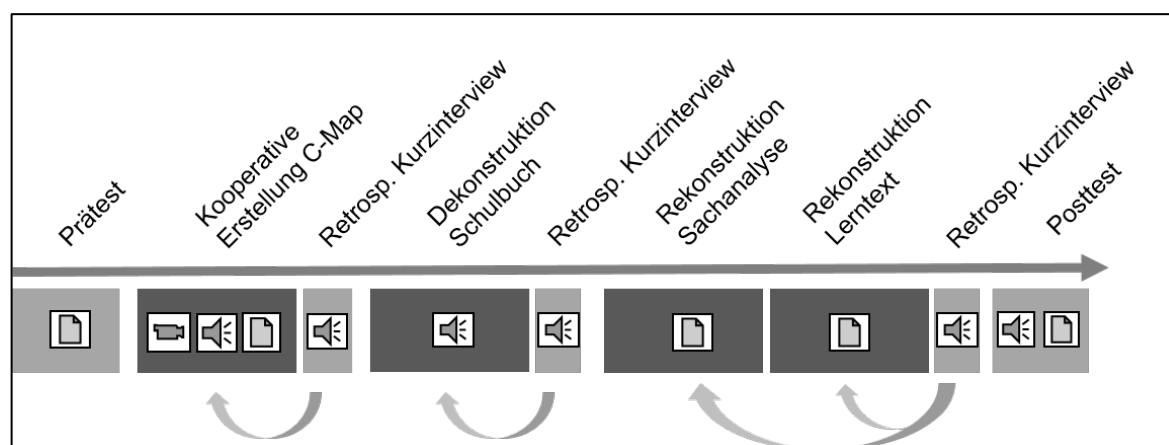 Prätest
Kooperative
Erstellung C-Map
Retrosp. Kurzinterview
Dekonstruktion
Schulbuch
Retrosp. Kurzinterview
Rekonstruktion
Sachanalyse
Rekonstruktion
Lerntext
Retrosp. Kurzinterview
Posttest